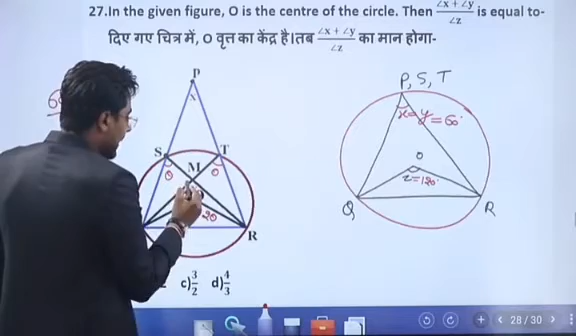 27.In the given figure, O is the centre of the circle. Then ∠x + ∠y / ∠z is equal to-
दिए गए चित्र में, O वृत्त का केंद्र है।तब ∠x + ∠y / ∠z का मान होगा-
P
x
S
T
M
θ
θ
2θ
R
P, S, T
x=y=60°
O
z=120°
Q
R
c) 3/2 d) 4/3
28 / 30